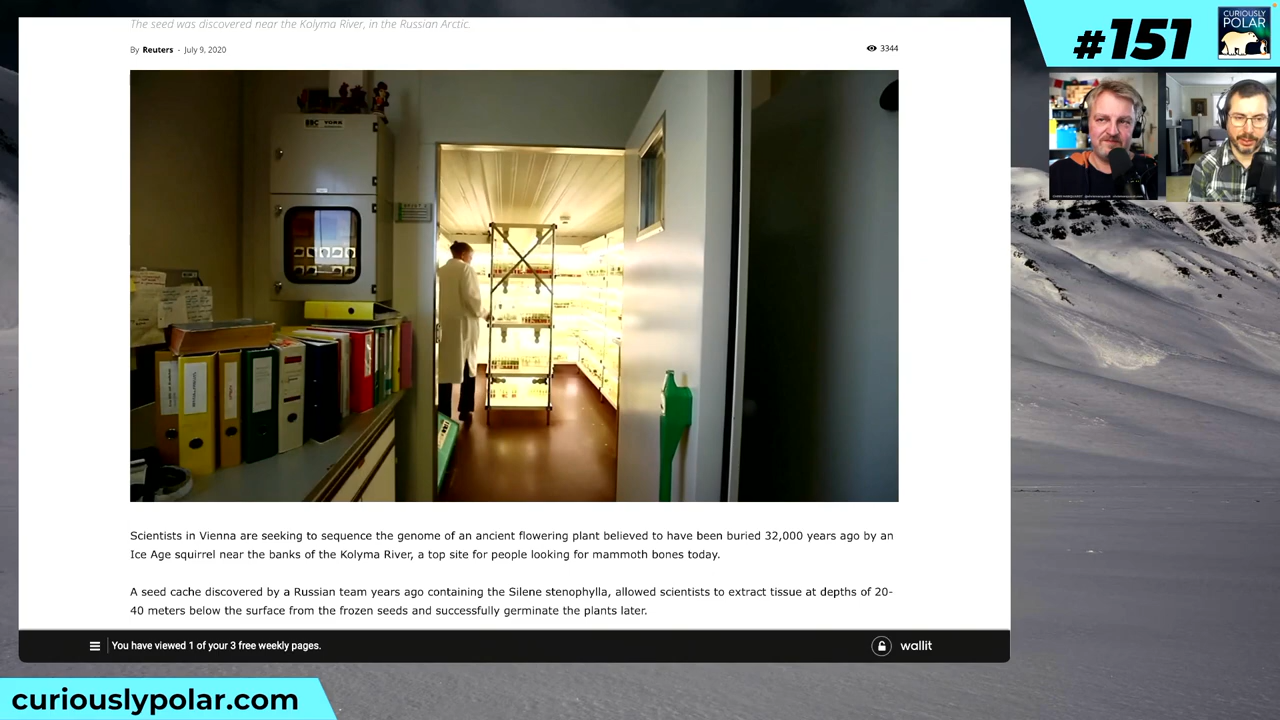 The seed was discovered near the Kolyma River, in the Russian Arctic.
By Reuters - July 9, 2020
3344
#151
CURIOUSLY
POLAR
Scientists in Vienna are seeking to sequence the genome of an ancient flowering plant believed to have been buried 32,000 years ago by an
Ice Age squirrel near the banks of the Kolyma River, a top site for people looking for mammoth bones today.
A seed cache discovered by a Russian team years ago containing the Silene stenophylla, allowed scientists to extract tissue at depths of 20-
40 meters below the surface from the frozen seeds and successfully germinate the plants later.
You have viewed 1 of your 3 free weekly pages.
wallit
curiouslypolar.com